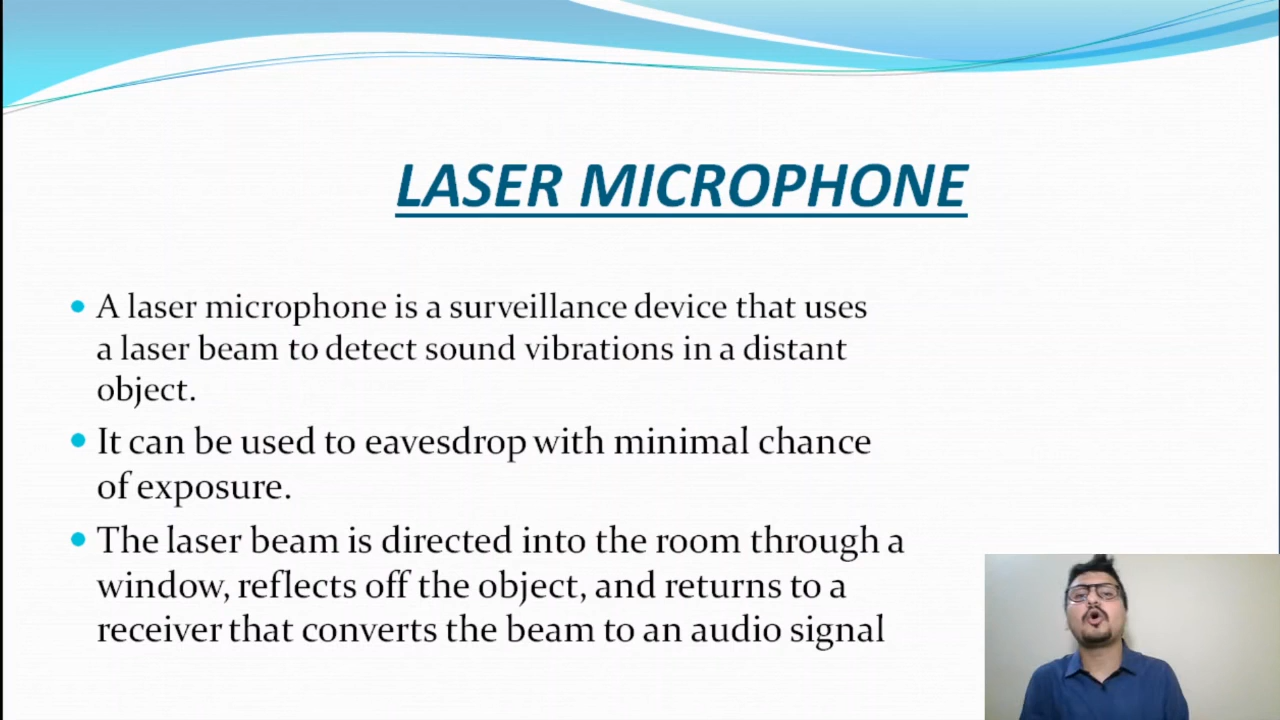 LASER MICROPHONE
• A laser microphone is a surveillance device that uses
a laser beam to detect sound vibrations in a distant
object.
• It can be used to eavesdrop with minimal chance
of exposure.
• The laser beam is directed into the room through a
window, reflects off the object, and returns to a
receiver that converts the beam to an audio signal